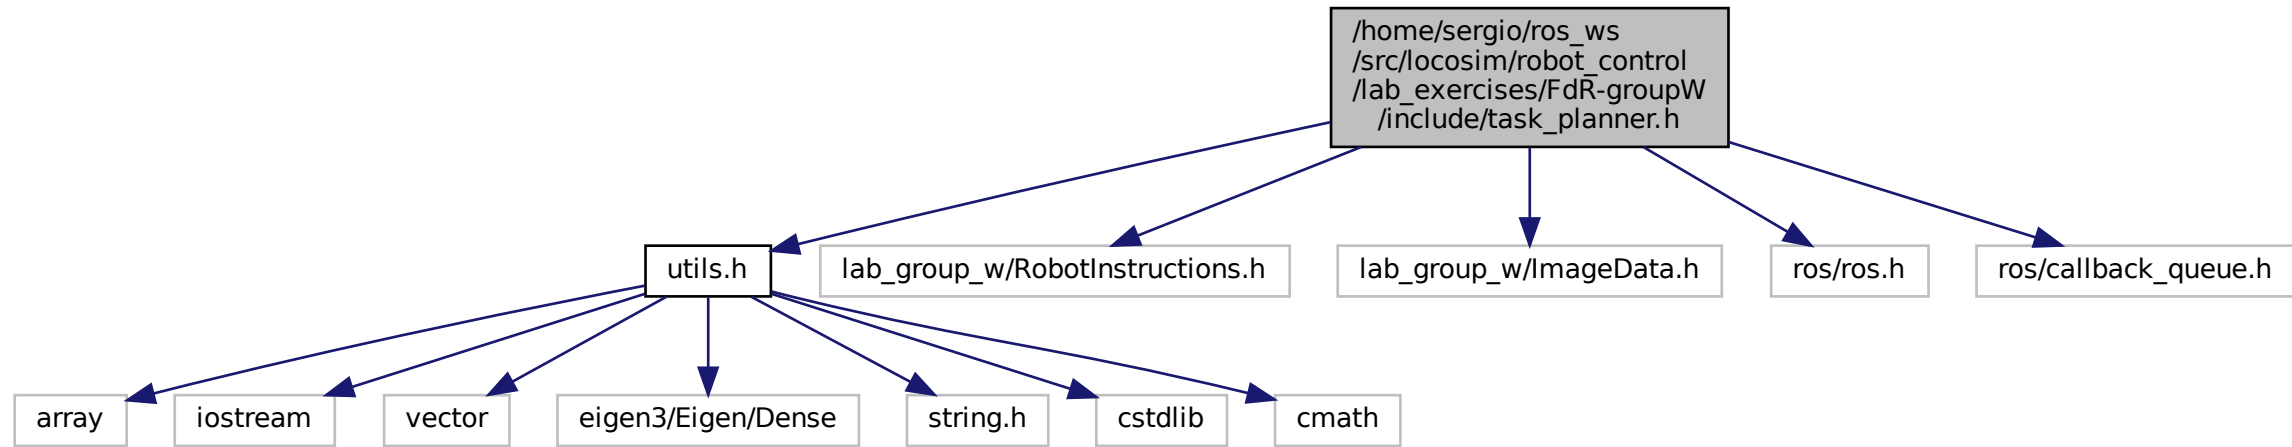 /home/sergio/ros_ws
/src/locosim/robot_control
/lab_exercises/FdR-groupW
/include/task_planner.h
utils.h
lab_group_w/RobotInstructions.h
lab_group_w/ImageData.h
ros/ros.h
ros/callback_queue.h
array
iostream
vector
eigen3/Eigen/Dense
string.h
cstdlib
cmath